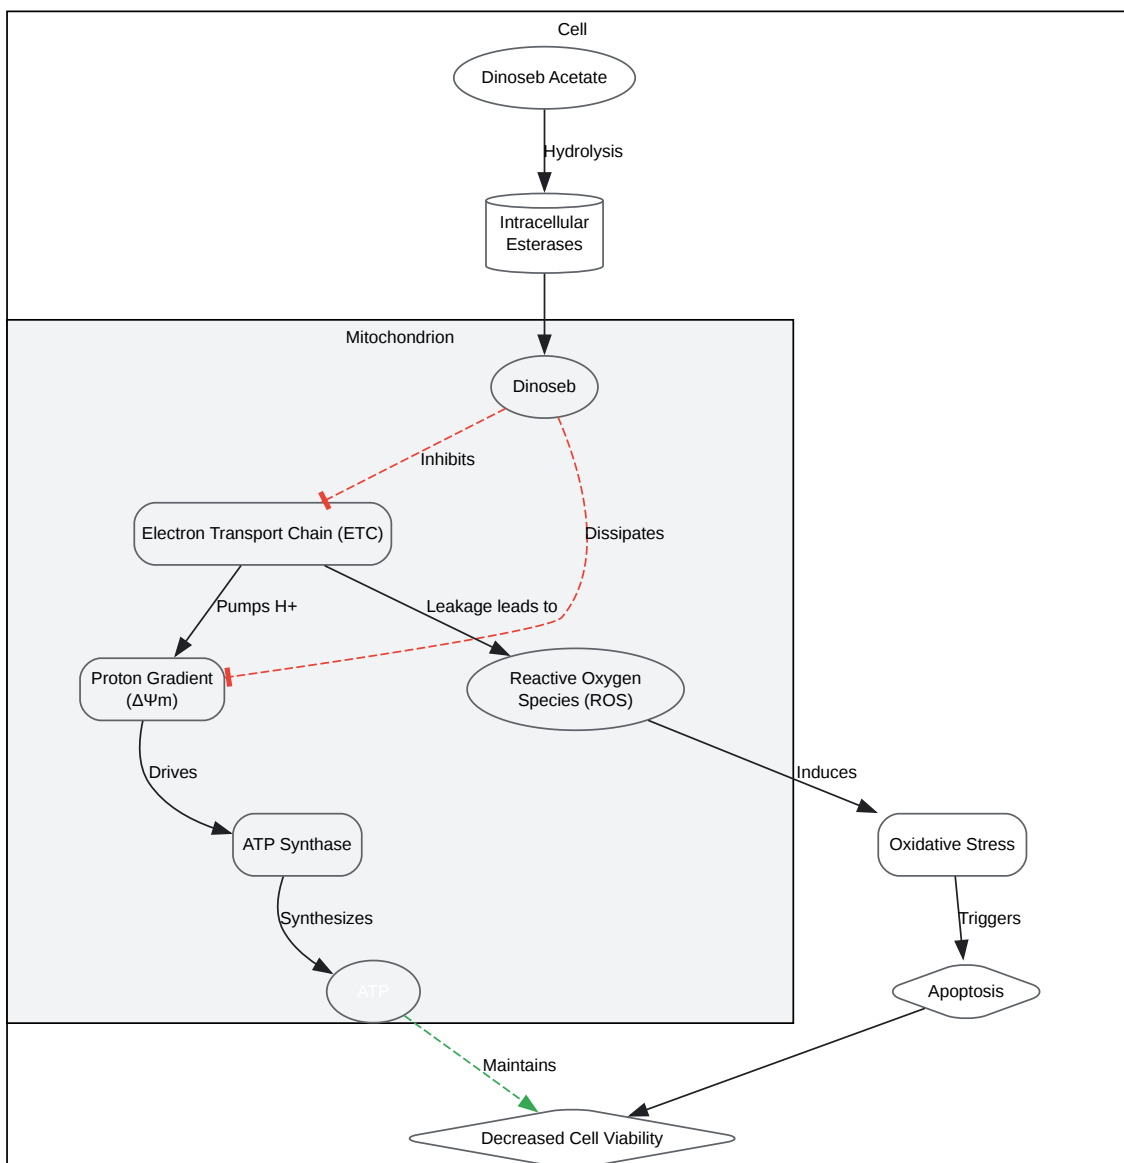 Cell
Dinoseb Acetate
Hydrolysis
Intracellular
Esterases
Mitochondrion
Dinoseb
Inhibits
Electron Transport Chain (ETC)
Dissipates
Pumps H+
Leakage leads to
Proton Gradient
(ΔΨm)
Reactive Oxygen
Species (ROS)
Drives
Induces
ATP Synthase
Oxidative Stress
Synthesizes
Triggers
ATP
Apoptosis
Maintains
Decreased Cell Viability